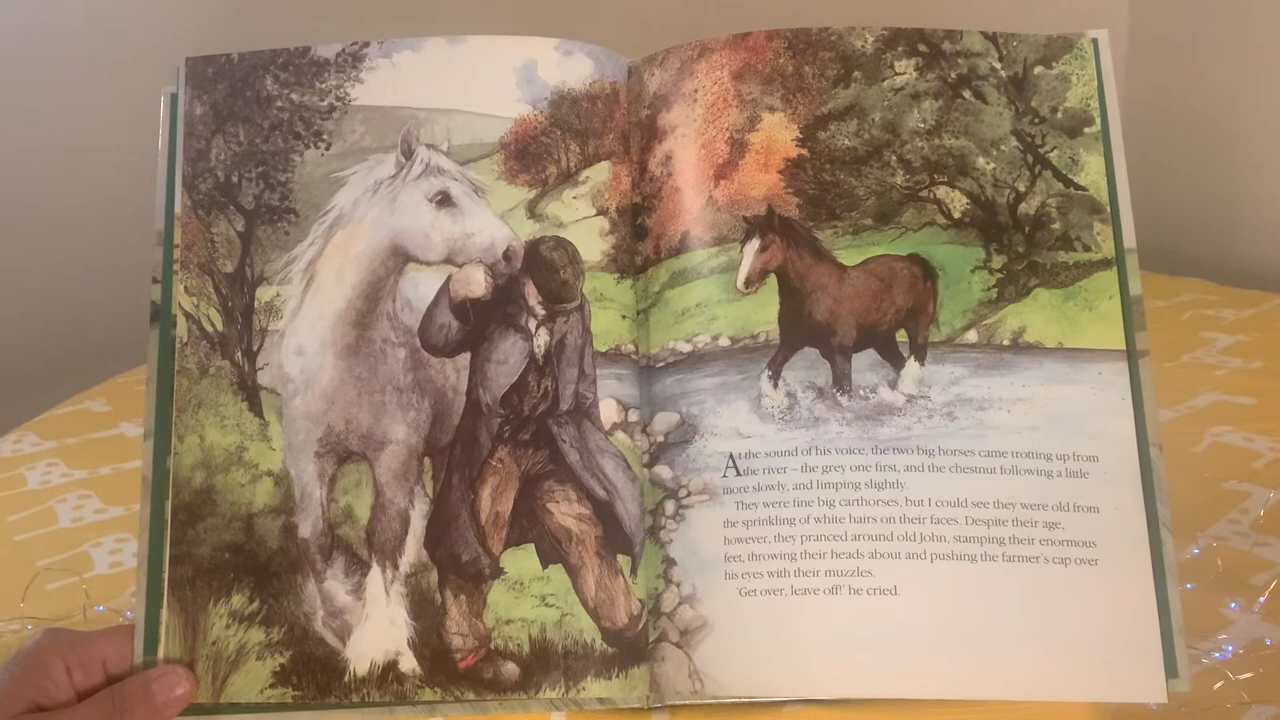 At the sound of his voice, the two big horses came trotting up from
the river – the grey one first, and the chestnut following a little
more slowly, and limping slightly.
They were fine big carthorses, but I could see they were old from
the sprinkling of white hairs on their faces. Despite their age,
however, they pranced around old John, stamping their enormous
feet, throwing their heads about and pushing the farmer's cap over
his eyes with their muzzles.
'Get over, leave off!' he cried.